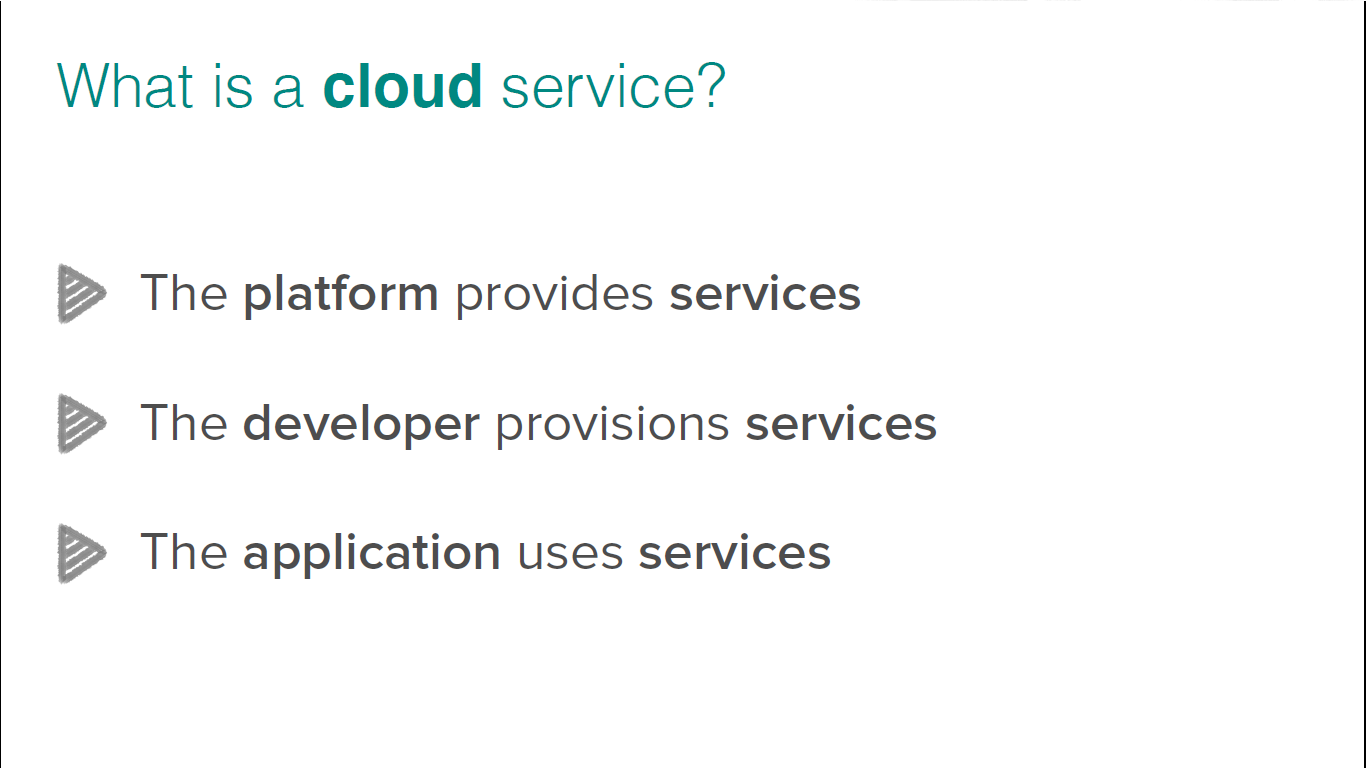 What is a cloud service?
The platform provides services
The developer provisions services
The application uses services